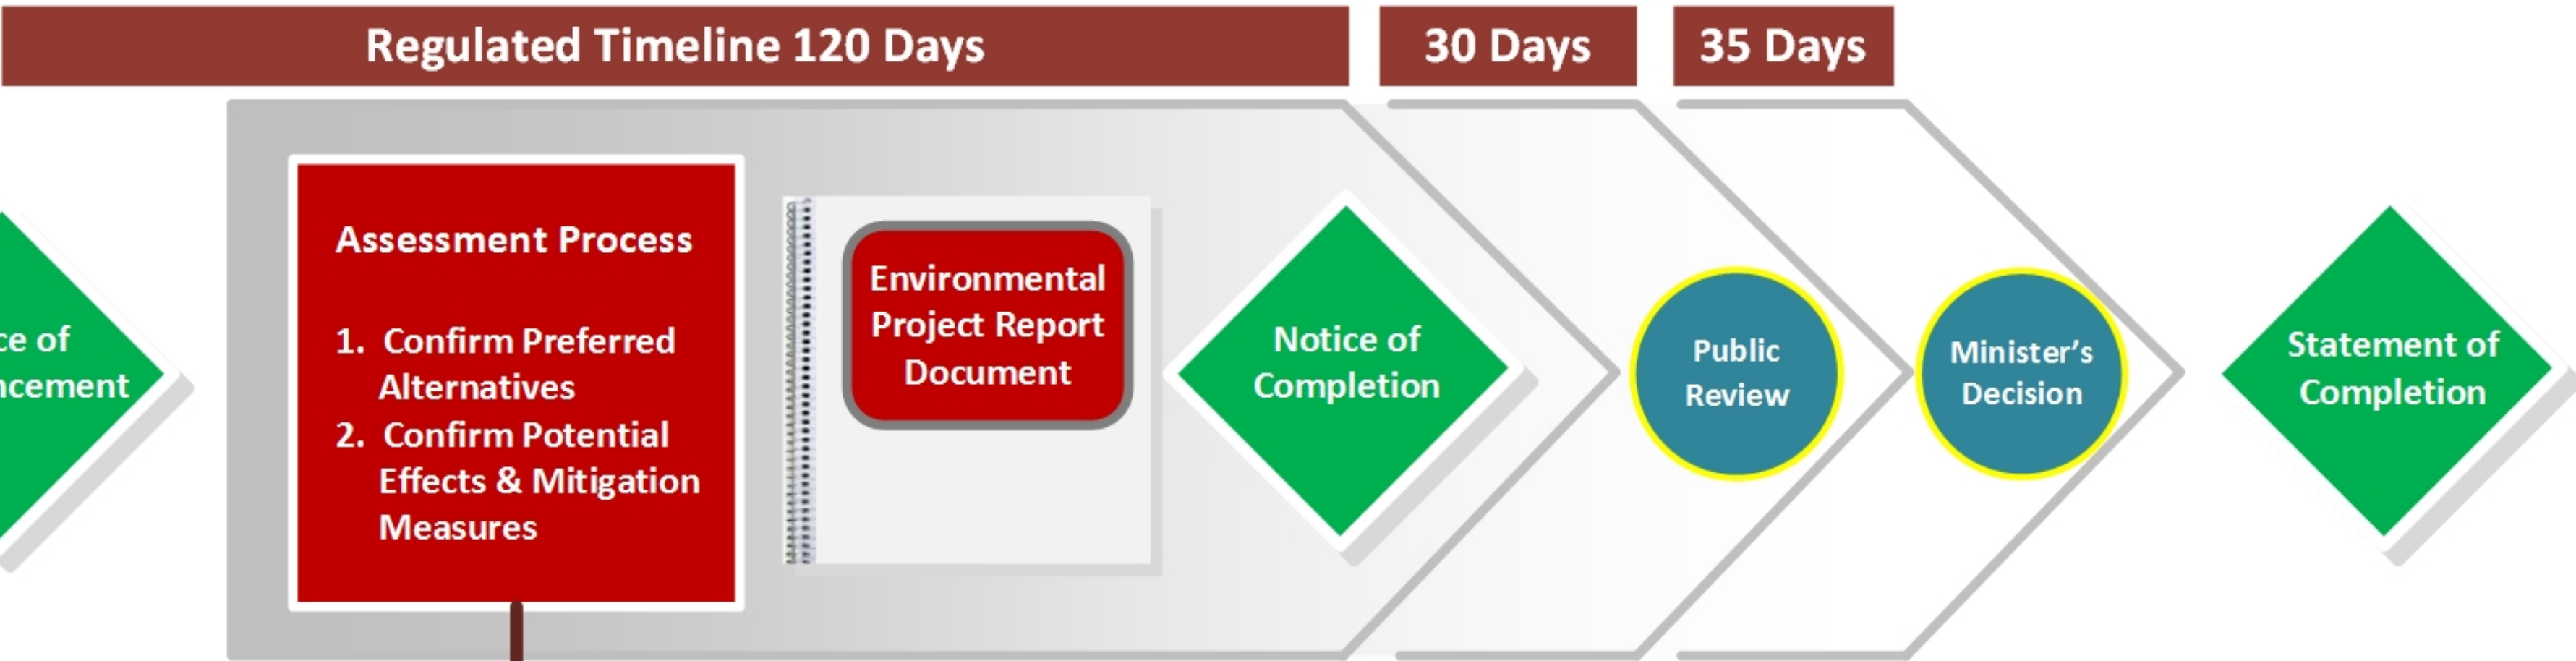 Regulated Timeline 120 Days
30 Days
35 Days
Assessment Process
1. Confirm Preferred
Alternatives
2. Confirm Potential
Effects & Mitigation
Measures
Environmental
Project Report
Document
Notice of
Completion
Public
Review
Minister's
Decision
Statement of
Completion
of